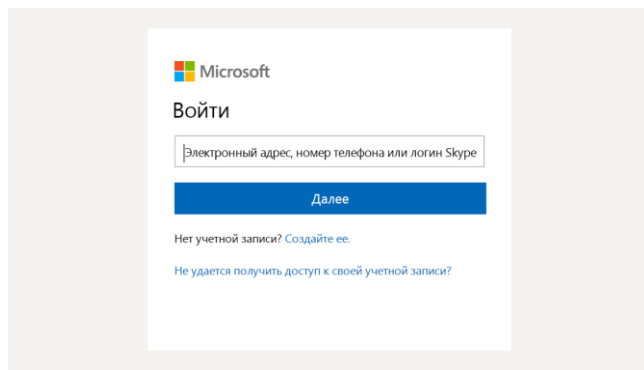 Microsoft
Войти
Электронный адрес, номер телефона или логин Skype
Далее
Нет учетной записи? Создайте ее.
Не удается получить доступ к своей учетной записи?